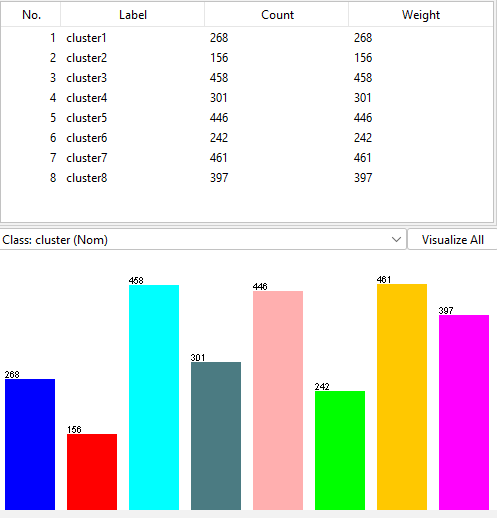 No. Label Count Weight
1 cluster1 268 268
2 cluster2 156 156
3 cluster3 458 458
4 cluster4 301 301
5 cluster5 446 446
6 cluster6 242 242
7 cluster7 461 461
8 cluster8 397 397
Class: cluster (Nom) Visualize All
268
156
458
301
446
242
461
397